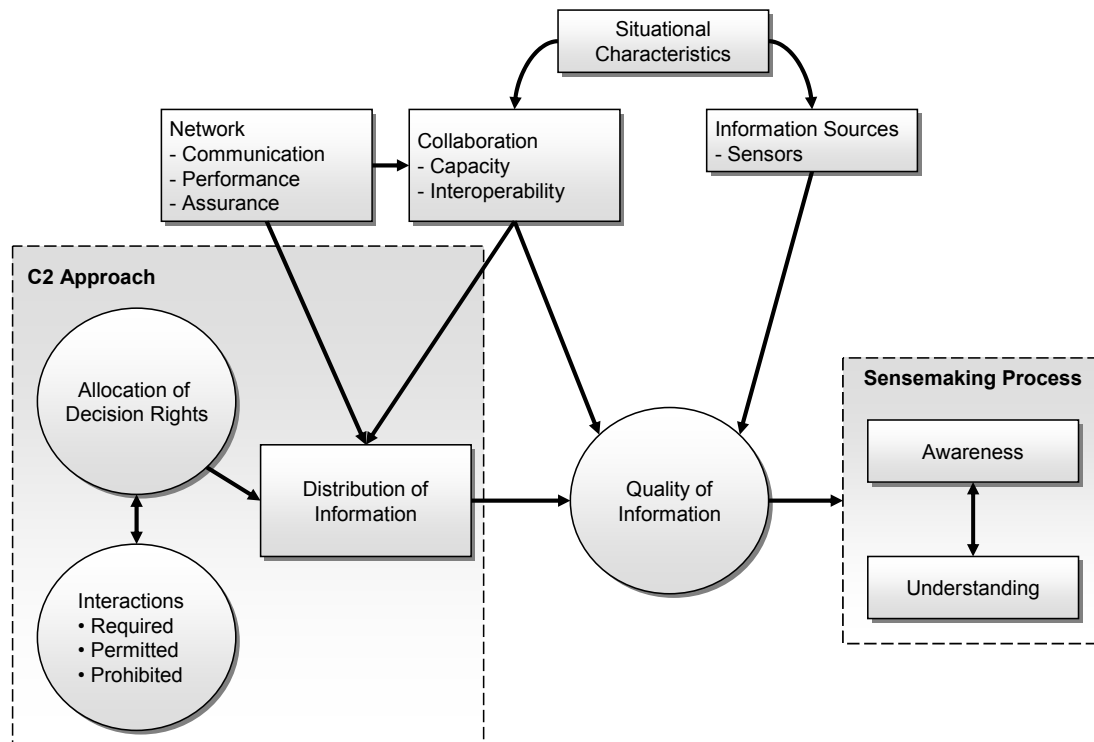 Situational
Characteristics
Network
- Communication
- Performance
- Assurance
Collaboration
- Capacity
- Interoperability
Information Sources
- Sensors
C2 Approach
Allocation of
Decision Rights
Distribution of
Information
Interactions
• Required
• Permitted
• Prohibited
Quality of
Information
Sensemaking Process
Awareness
Understanding